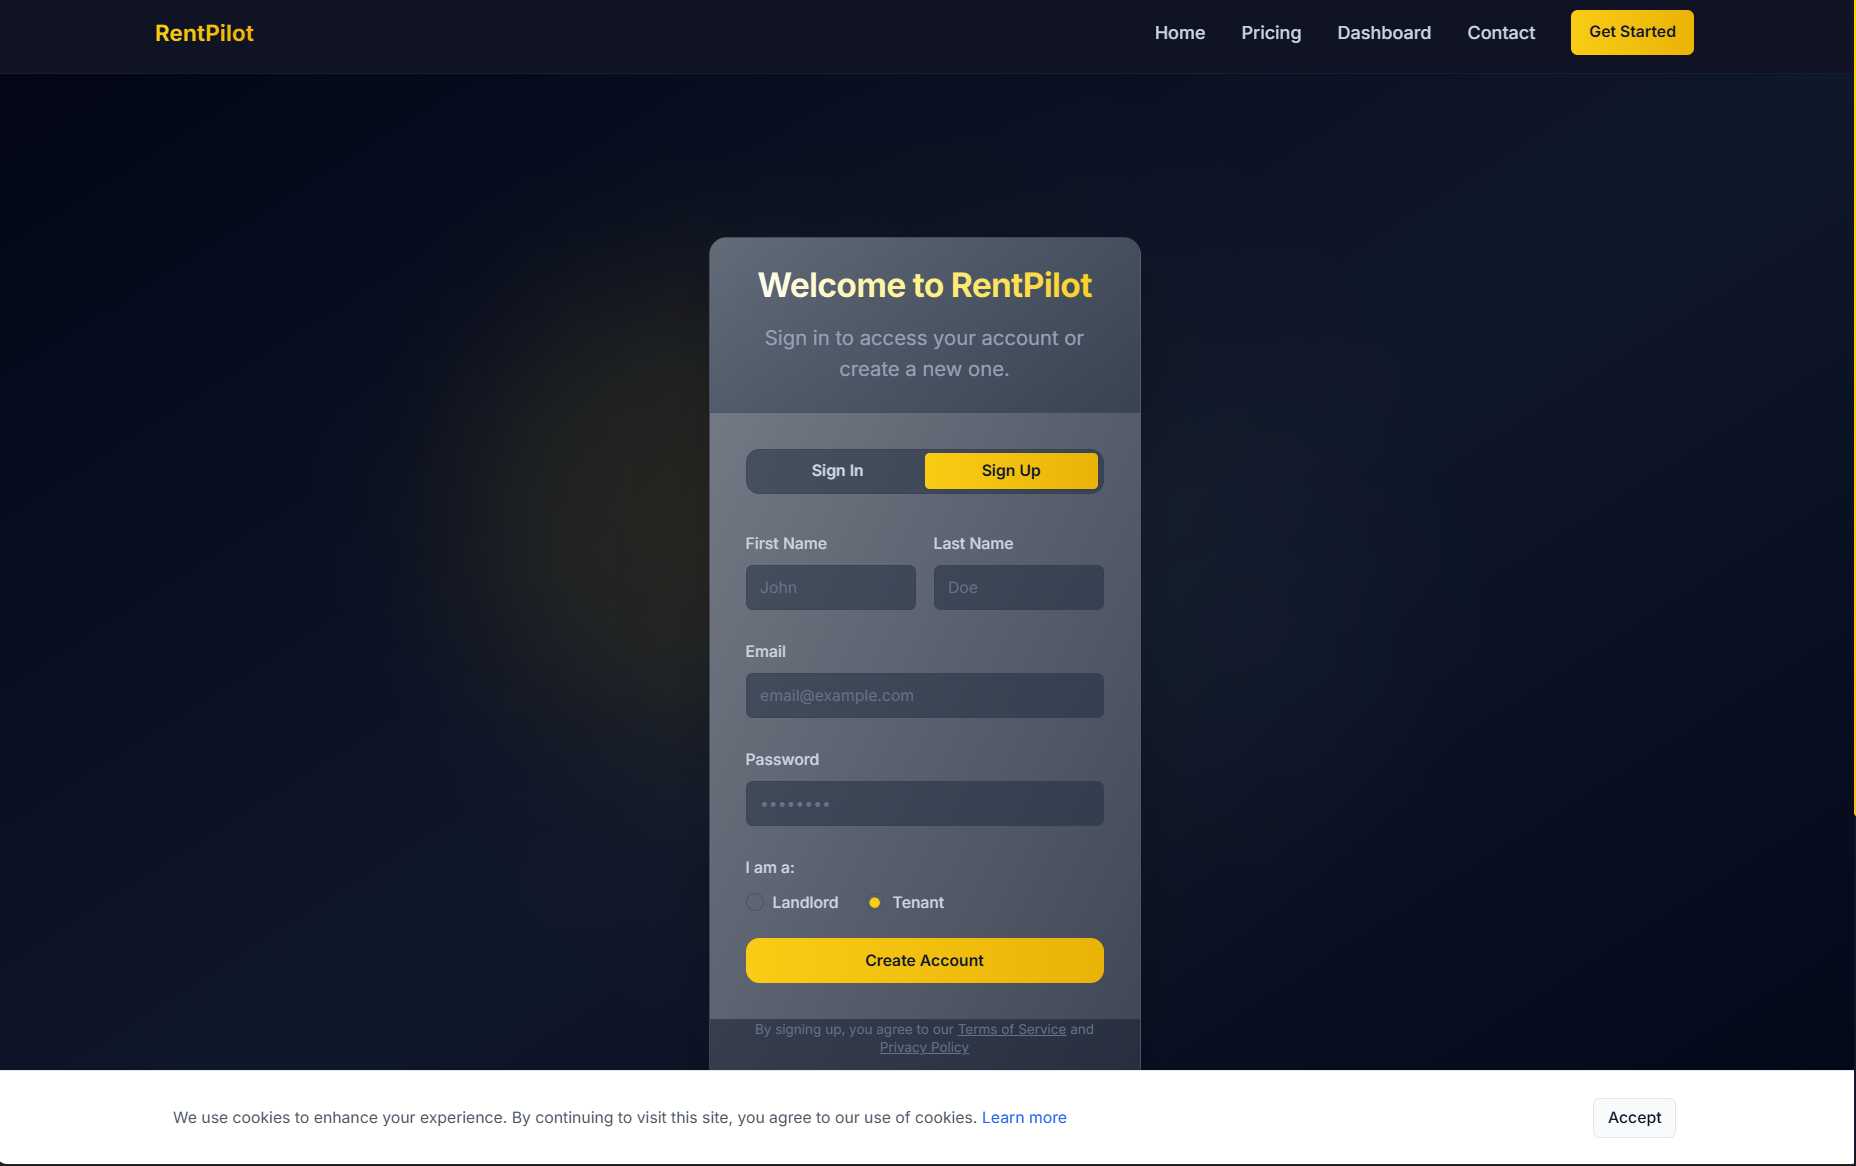 RentPilot
Home Pricing Dashboard Contact Get Started
Welcome to RentPilot
Sign in to access your account or
create a new one.
Sign In Sign Up
First Name Last Name
John Doe
Email
email@example.com
Password
••••••••
I am a:
Landlord Tenant
Create Account
By signing up, you agree to our Terms of Service and
Privacy Policy
We use cookies to enhance your experience. By continuing to visit this site, you agree to our use of cookies. Learn more
Accept